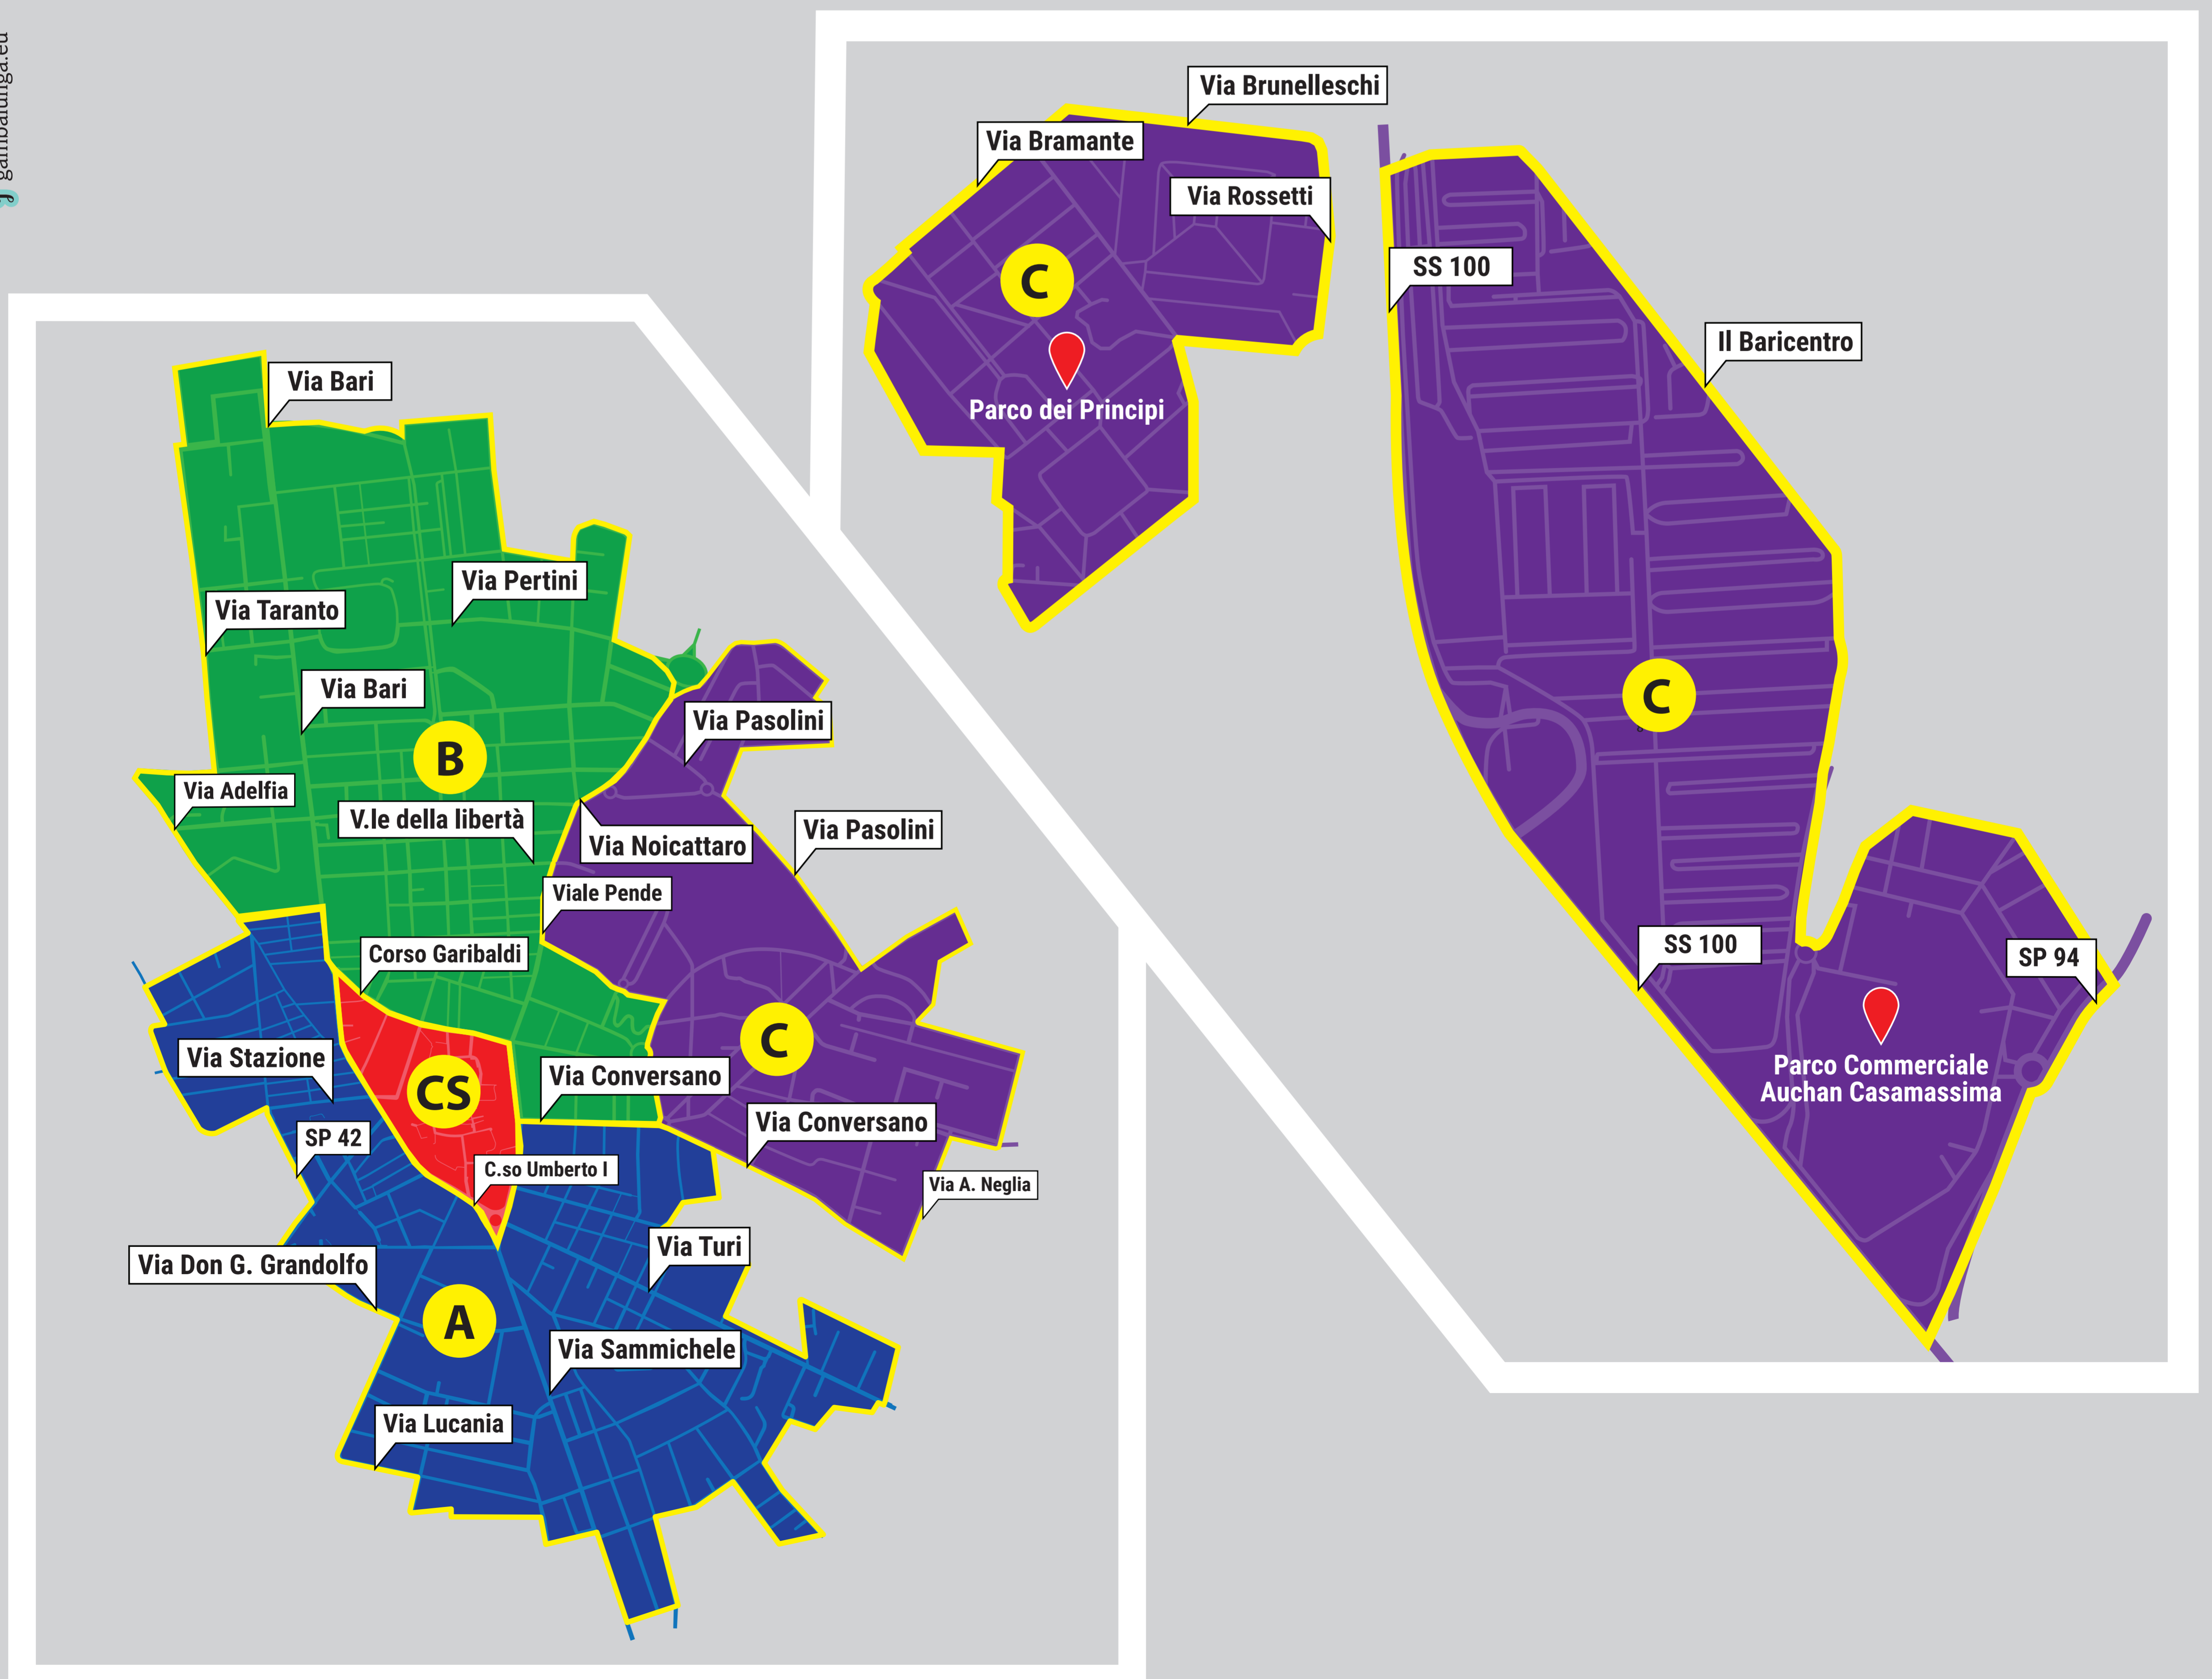 gambalunga.eu
Via Brunelleschi
Via Bramante
Via Rossetti
C
Parco dei Principi
SS 100
Il Baricentro
C
SS 100
SP 94
Parco Commerciale
Auchan Casamassima
Via Bari
Via Pertini
Via Taranto
Via Bari
Via Pasolini
B
Via Adelfia
V.le della libertà
Via Noicattaro
Via Pasolini
Viale Pende
Corso Garibaldi
C
Via Stazione
CS
Via Conversano
Via Conversano
SP 42
C.so Umberto I
Via A. Neglia
Via Turi
Via Don G. Grandolfo
A
Via Sammichele
Via Lucania